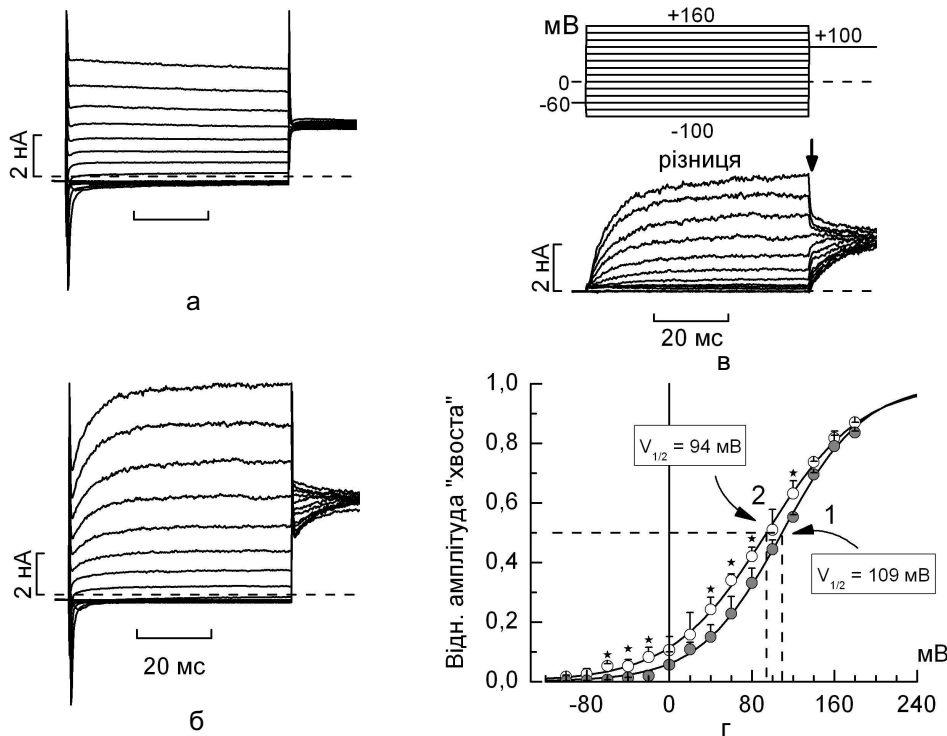 2 нА
а
2 нА
20 мс
б
мВ
+160
+100
0
-60
-100
різниця
2 нА
20 мс
в
Відн. амплітуда "хвоста"
1,0
0,8
0,6
0,4
0,2
0,0
V1/2 = 94 мВ
2
1
V1/2 = 109 мВ
-80
0
80
160
240
мВ
г